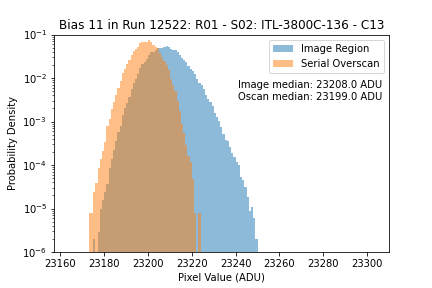 Bias 11 in Run 12522: R01 - S02: ITL-3800C-136 - C13
Image Region
Serial Overscan
Image median: 23208.0 ADU
Oscan median: 23199.0 ADU
Probability Density
10⁻¹
10⁻²
10⁻³
10⁻⁴
10⁻⁵
10⁻⁶
23160 23180 23200 23220 23240 23260 23280 23300
Pixel Value (ADU)